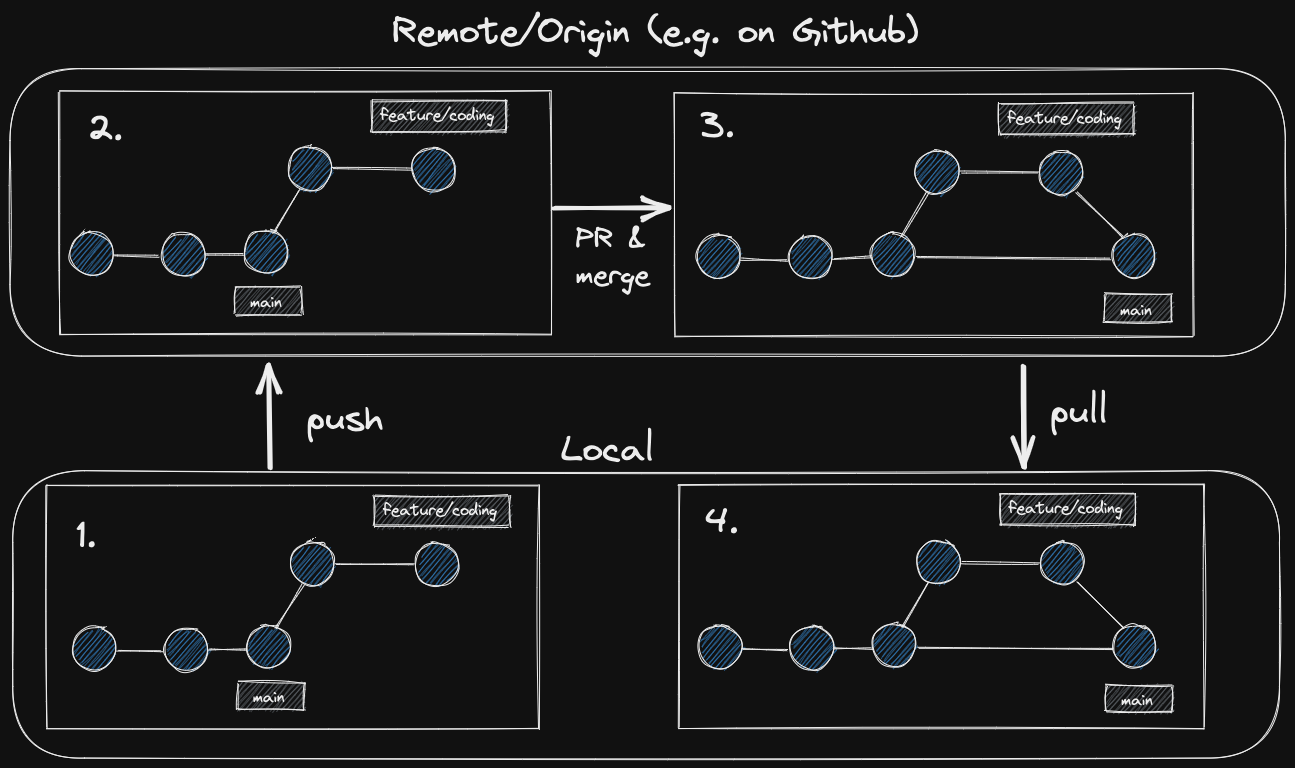 Remote/Origin (e.g. on Github)
2.
feature/coding
main
PR &
merge
3.
feature/coding
main
push
pull
Local
1.
feature/coding
main
4.
feature/coding
main